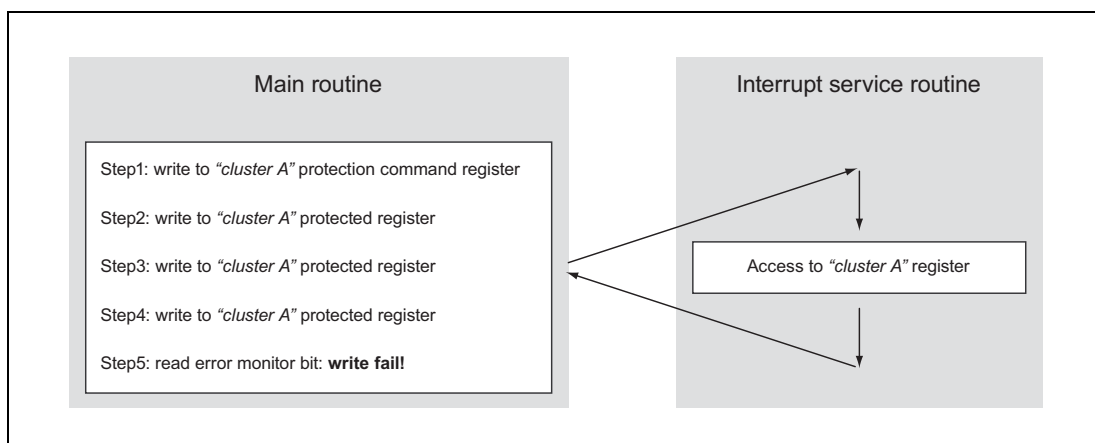 Main routine
Step1: write to “cluster A” protection command register
Step2: write to “cluster A” protected register
Step3: write to “cluster A” protected register
Step4: write to “cluster A” protected register
Step5: read error monitor bit: write fail!
Interrupt service routine
Access to “cluster A” register